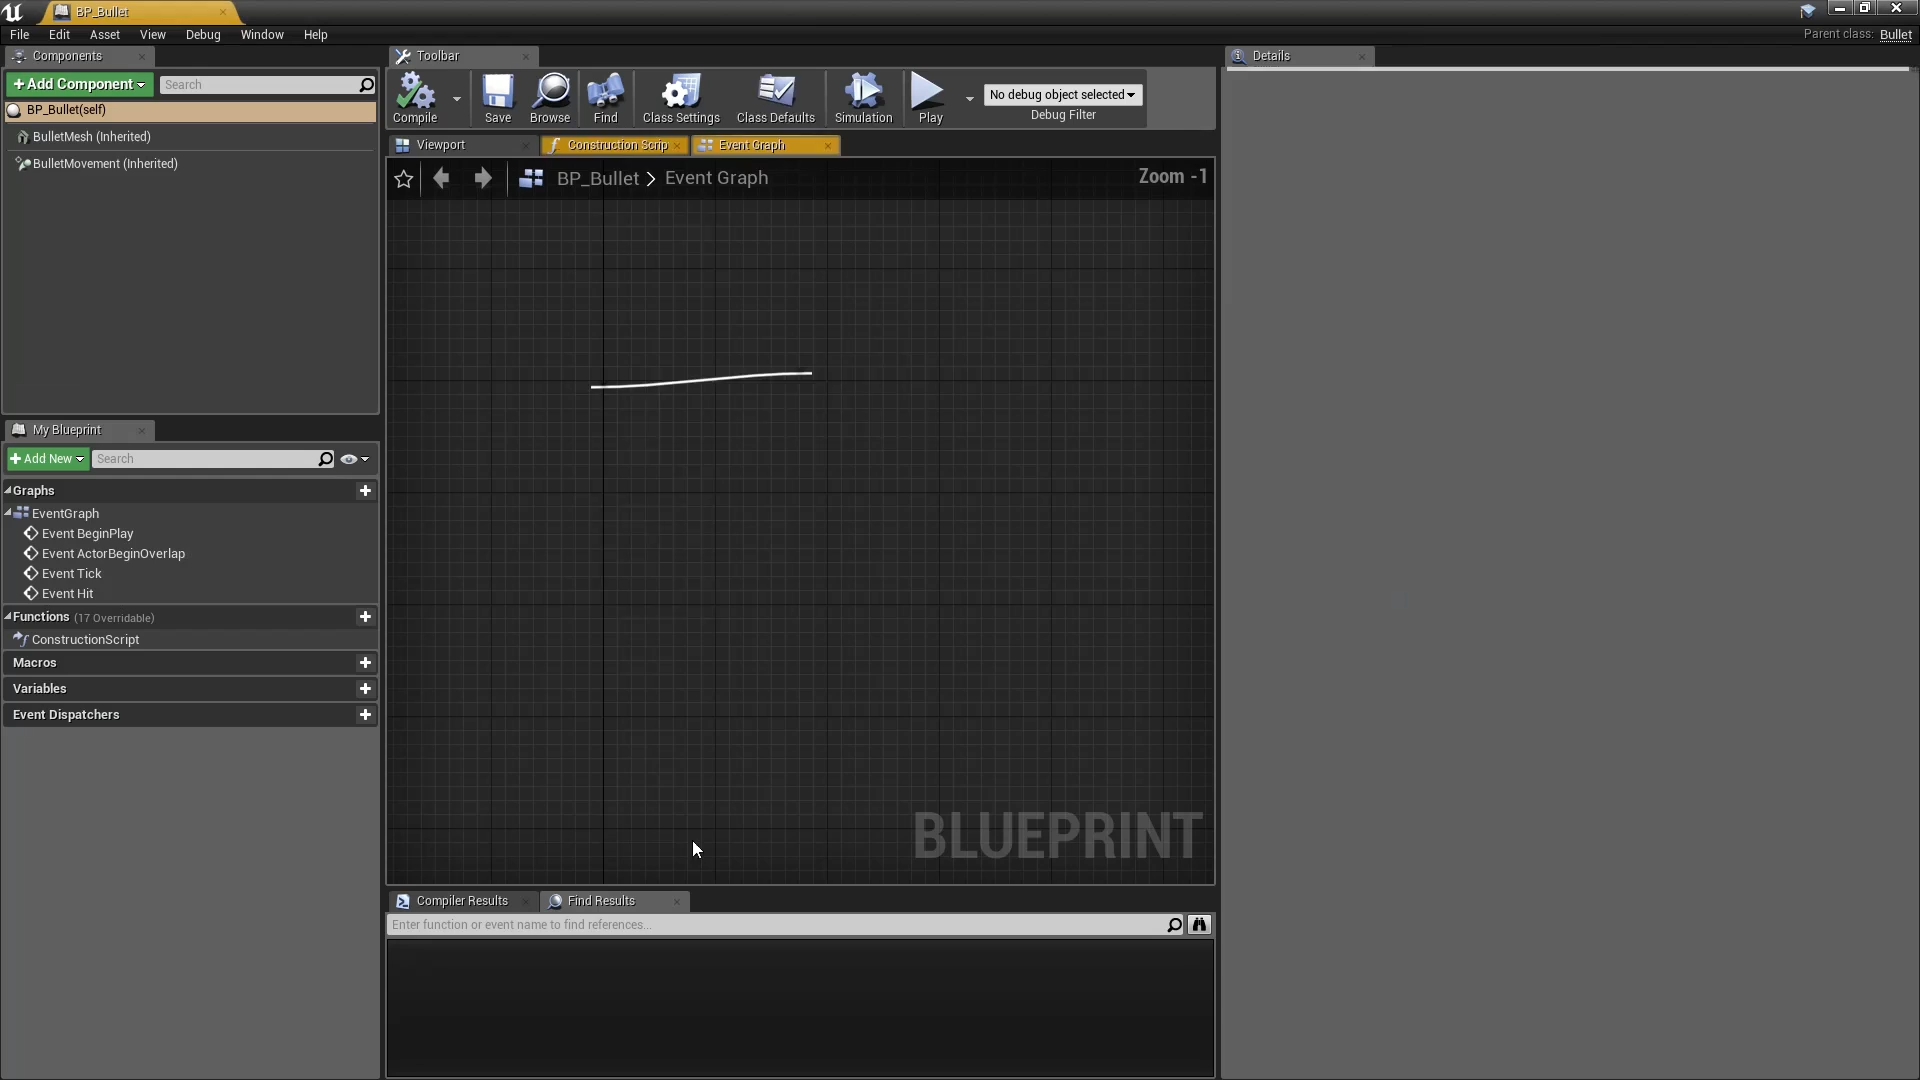 BP_Bullet
File Edit Asset View Debug Window Help
Parent class: Bullet
Components
Toolbar
Details
+Add Component
Search
BP_Bullet(self)
BulletMesh (Inherited)
BulletMovement (Inherited)
Compile
Save
Browse
Find
Class Settings
Class Defaults
Simulation
Play
No debug object selected
Debug Filter
Viewport
Construction Scrip
Event Graph
BP_Bullet > Event Graph
Zoom -1
My Blueprint
+Add New
Search
Graphs
EventGraph
Event BeginPlay
Event ActorBeginOverlap
Event Tick
Event Hit
Functions (17 Overridable)
ConstructionScript
Macros
Variables
Event Dispatchers
BLUEPRINT
Compiler Results
Find Results
Enter function or event name to find references...